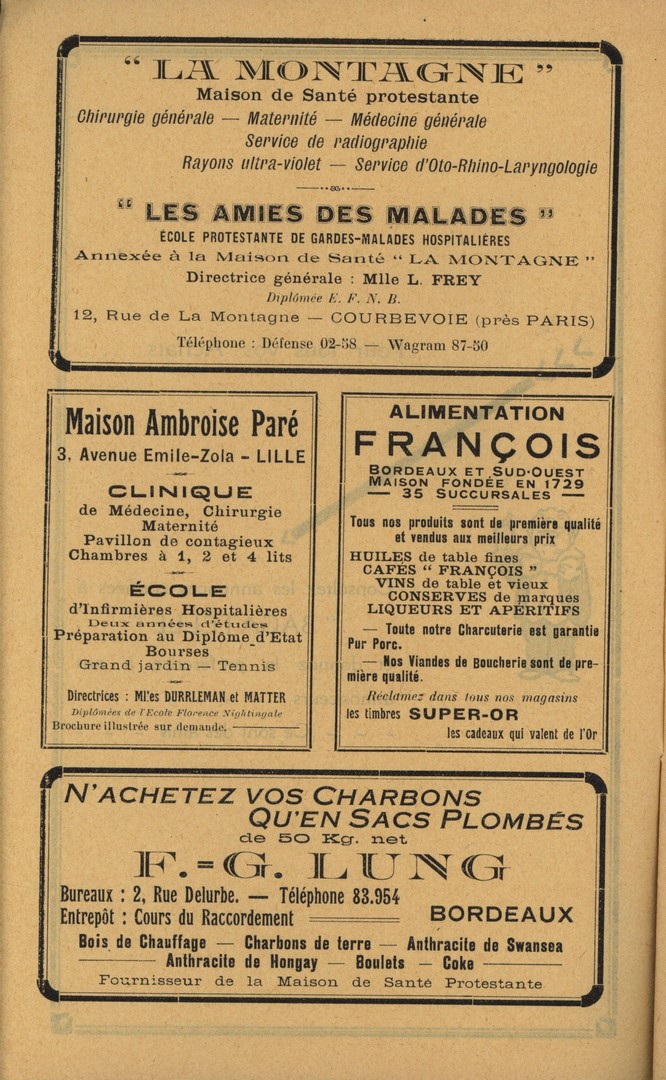 “ LA MONTAGNE ”
Maison de Santé protestante
Chirurgie générale — Maternité — Médecine générale
Service de radiographie
Rayons ultra-violet — Service d'Oto-Rhino-Laryngologie
“ LES AMIES DES MALADES ”
ÉCOLE PROTESTANTE DE GARDES-MALADES HOSPITALIÈRES
Annexée à la Maison de Santé “ LA MONTAGNE ”
Directrice générale : Mlle L. FREY
Diplômée E. F. N. B.
12, Rue de La Montagne — COURBEVOIE (près PARIS)
Téléphone : Défense 02-58 — Wagram 87-50
Maison Ambroise Paré
3, Avenue Emile-Zola - LILLE
CLINIQUE
de Médecine, Chirurgie
Maternité
Pavillon de contagieux
Chambres à 1, 2 et 4 lits
ÉCOLE
d'Infirmières Hospitalières
Deux années d'études
Préparation au Diplôme d'Etat
Bourses
Grand jardin — Tennis
Directrices : Ml'es DURRLEMAN et MATTER
Diplômées de l'Ecole Florence Nightingale
Brochure illustrée sur demande.
ALIMENTATION
FRANÇOIS
BORDEAUX ET SUD-OUEST
MAISON FONDÉE EN 1729
— 35 SUCCURSALES —
Tous nos produits sont de première qualité
et vendus aux meilleurs prix
HUILES de table fines
CAFÉS “ FRANÇOIS ”
VINS de table et vieux
CONSERVES de marques
LIQUEURS ET APÉRITIFS
— Toute notre Charcuterie est garantie
Pur Porc.
— Nos Viandes de Boucherie sont de pre-
mière qualité.
Réclamez dans tous nos magasins
les timbres SUPER-OR
les cadeaux qui valent de l'Or
N'ACHETEZ VOS CHARBONS
QU'EN SACS PLOMBÉS
de 50 Kg. net
F.=G. LUNG
Bureaux : 2, Rue Delurbe. — Téléphone 83.954
Entrepôt : Cours du Raccordement
BORDEAUX
Bois de Chauffage — Charbons de terre — Anthracite de Swansea
Anthracite de Hongay — Boulets — Coke
Fournisseur de la Maison de Santé Protestante